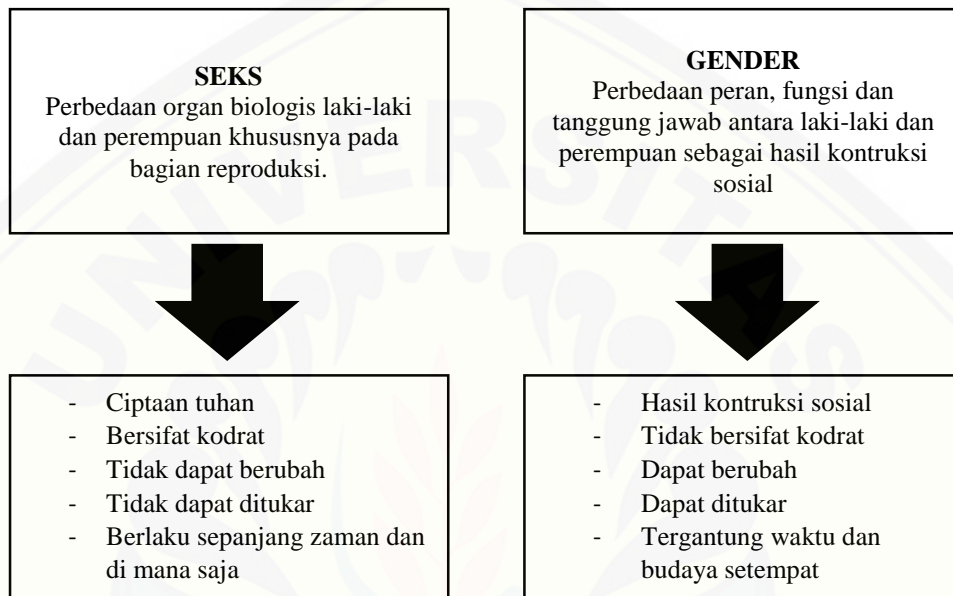 SEKS
Perbedaan organ biologis laki-laki
dan perempuan khususnya pada
bagian reproduksi.
GENDER
Perbedaan peran, fungsi dan
tanggung jawab antara laki-laki dan
perempuan sebagai hasil kontruksi
sosial
- Ciptaan tuhan
- Bersifat kodrat
- Tidak dapat berubah
- Tidak dapat ditukar
- Berlaku sepanjang zaman dan
di mana saja
- Hasil kontruksi sosial
- Tidak bersifat kodrat
- Dapat berubah
- Dapat ditukar
- Tergantung waktu dan
budaya setempat
UNIVERSITAS